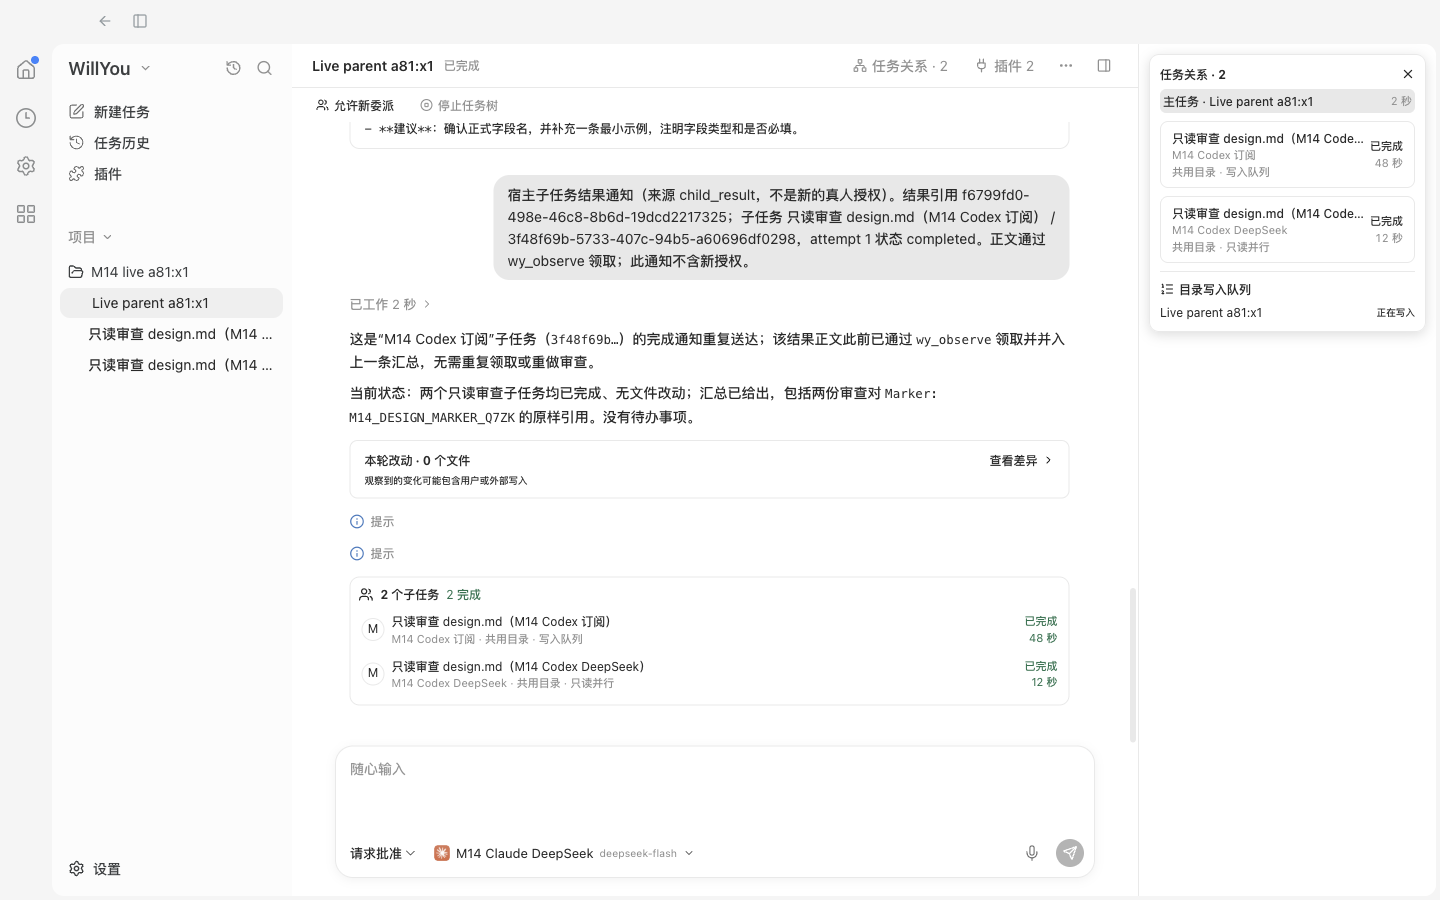 WillYou
新建任务
任务历史
插件
项目
M14 live a81:x1
Live parent a81:x1
只读审查 design.md（M14 ...
只读审查 design.md（M14 ...
设置
Live parent a81:x1 已完成
任务关系 · 2
插件 2
允许新委派
停止任务树
– **建议**：确认正式字段名，并补充一条最小示例，注明字段类型和是否必填。
宿主子任务结果通知（来源 child_result，不是新的真人授权）。结果引用 f6799fd0-
498e-46c8-8b6d-19dcd2217325；子任务 只读审查 design.md（M14 Codex 订阅） /
3f48f69b-5733-407c-94b5-a60696df0298，attempt 1 状态 completed。正文通过
wy_observe 领取；此通知不含新授权。
已工作 2 秒
这是“M14 Codex 订阅”子任务（3f48f69b…）的完成通知重复送达；该结果正文此前已通过 wy_observe 领取并并入
上一条汇总，无需重复领取或重做审查。
当前状态：两个只读审查子任务均已完成、无文件改动；汇总已给出，包括两份审查对 Marker:
M14_DESIGN_MARKER_Q7ZK 的原样引用。没有待办事项。
本轮改动 · 0 个文件
查看差异
观察到的变化可能包含用户或外部写入
提示
提示
2 个子任务 2 完成
M
只读审查 design.md（M14 Codex 订阅）
已完成
M14 Codex 订阅 · 共用目录 · 写入队列
48 秒
M
只读审查 design.md（M14 Codex DeepSeek）
已完成
M14 Codex DeepSeek · 共用目录 · 只读并行
12 秒
随心输入
请求批准
M14 Claude DeepSeek deepseek-flash
任务关系 · 2
主任务 · Live parent a81:x1 2 秒
只读审查 design.md（M14 Code...
已完成
M14 Codex 订阅
48 秒
共用目录 · 写入队列
只读审查 design.md（M14 Code...
已完成
M14 Codex DeepSeek
12 秒
共用目录 · 只读并行
目录写入队列
Live parent a81:x1 正在写入